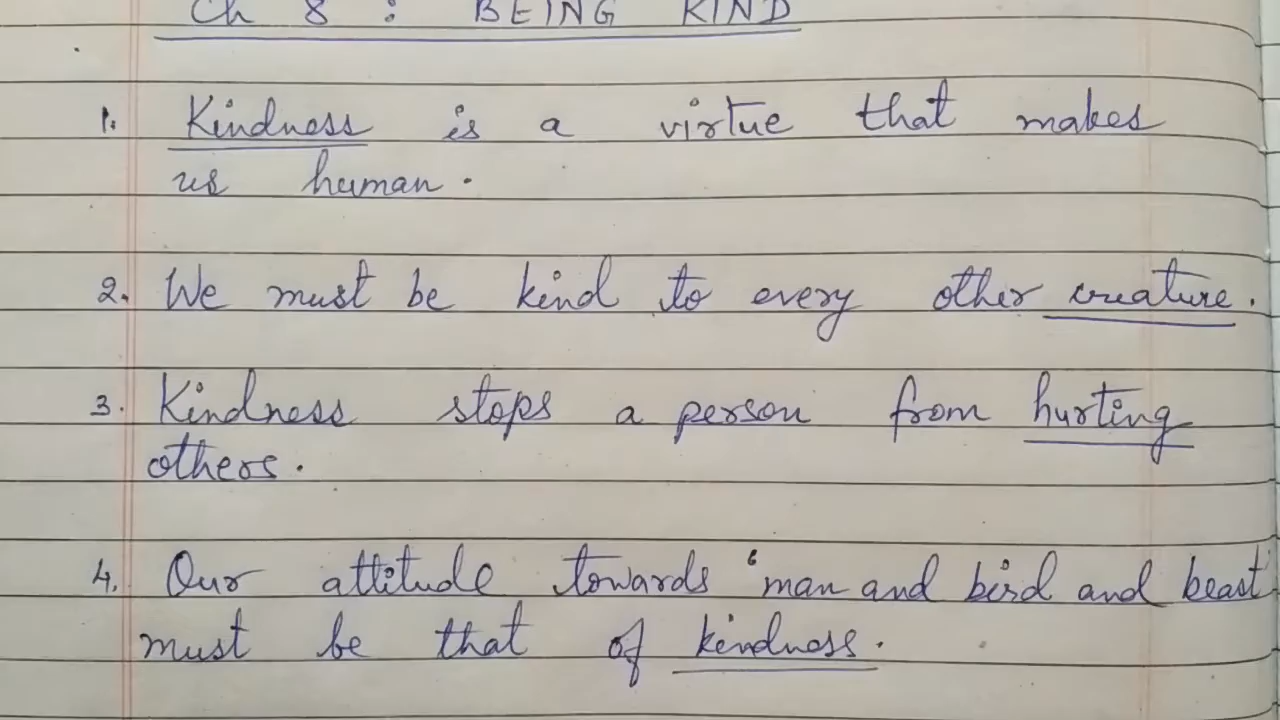 Ch 8 : BEING KIND
1. Kindness is a virtue that makes
us human.
2. We must be kind to every other creature.
3. Kindness stops a person from hurting
others.
4. Our attitude towards ‘man and bird and beast
must be that of kindness.